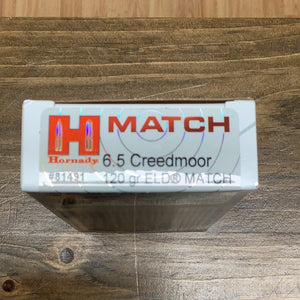 H MATCH
Hornady 6.5 Creedmoor
#81491 120 gr ELD® MATCH